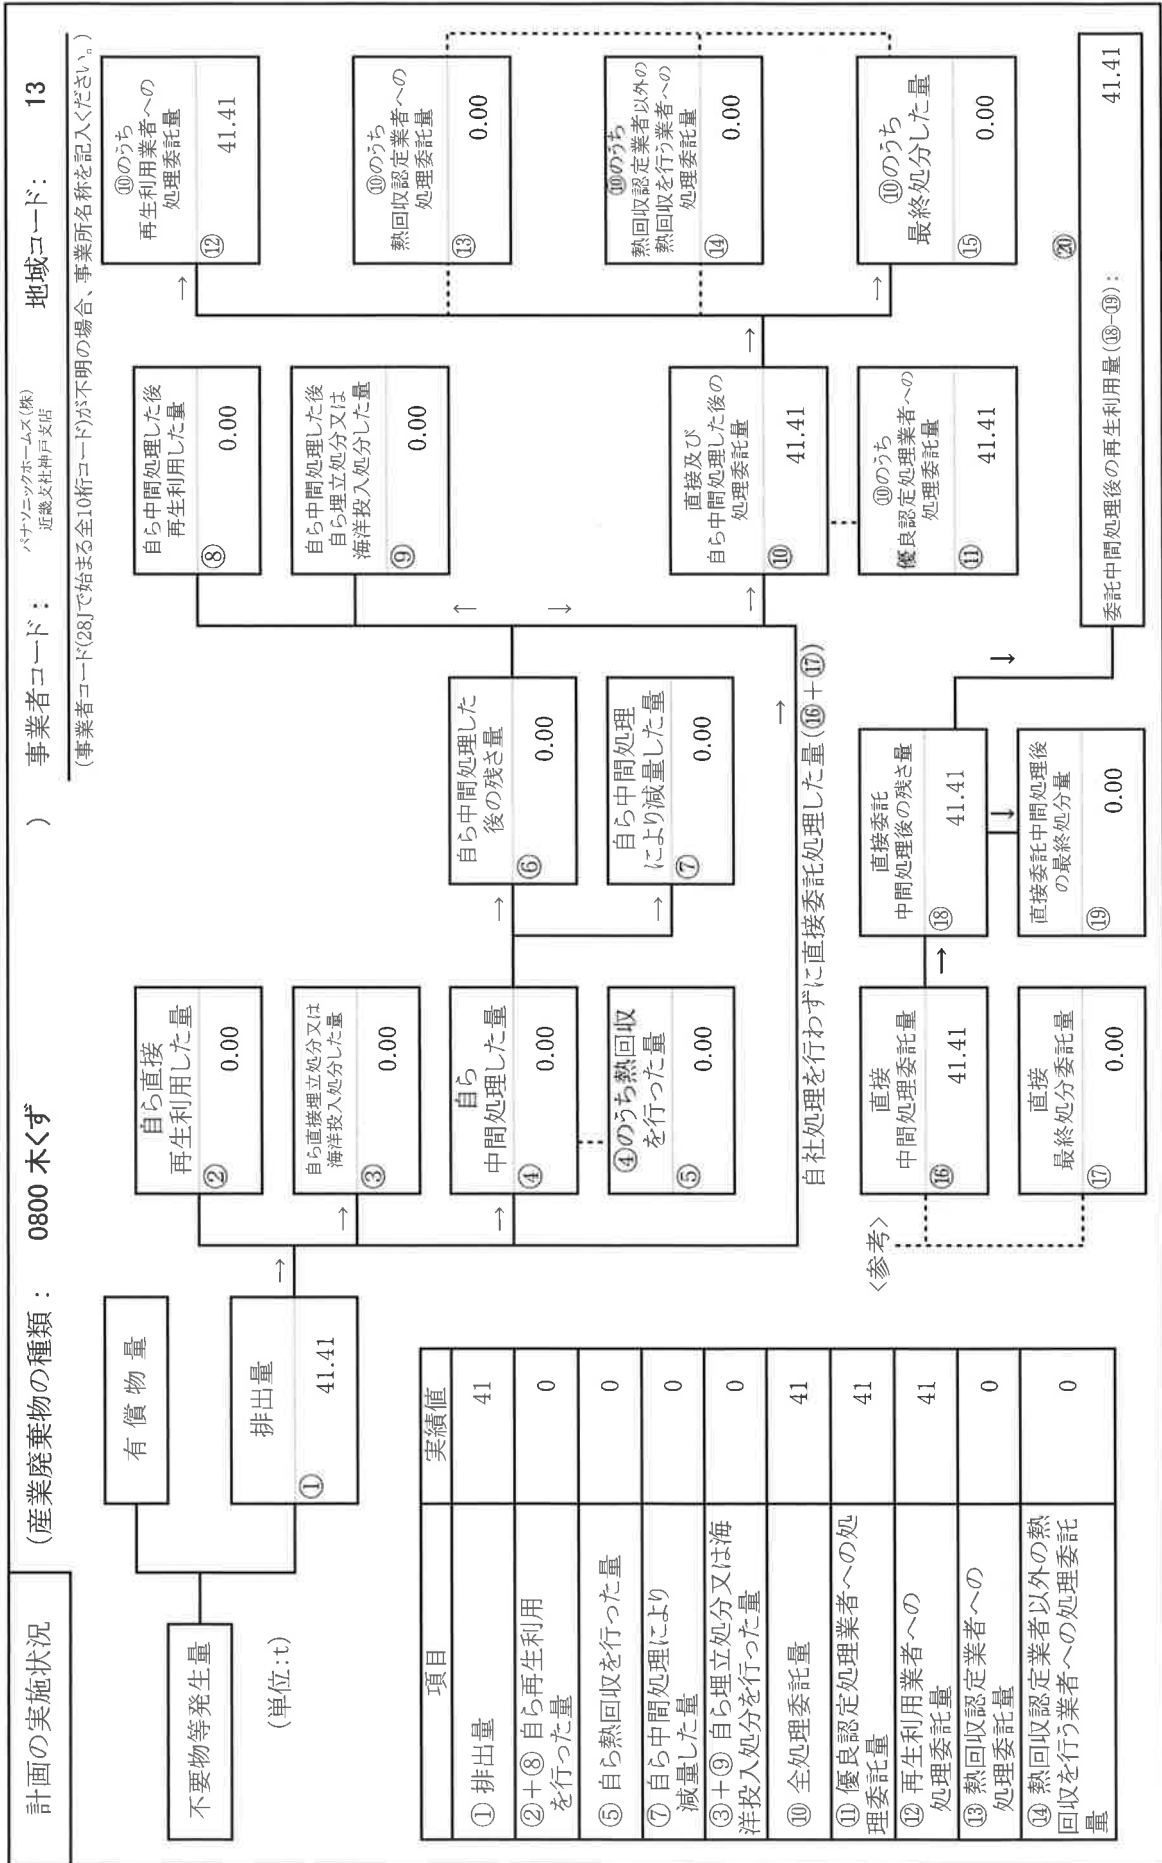 計画の実施状況
(産業廃棄物の種類: 0800 木くず )
事業者コード:
パナソニックホームズ(株)
近畿支社神戸支店
地域コード: 13
(事業者コード(「28」で始まる全10桁コード)が不明の場合、事業所名称を記入ください。)
不要物等発生量
(単位:t)
有償物量
排出量
① 41.41
→
自ら直接
再生利用した量
② 0.00
→
自ら直接埋立処分又は
海洋投入処分した量
③ 0.00
→
自ら
中間処理した量
④ 0.00
④のうち熱回収
を行った量
⑤ 0.00
→
自ら中間処理した
後の残さ量
⑥ 0.00
→
自ら中間処理
により減量した量
⑦ 0.00
自ら中間処理した後
再生利用した量
⑧ 0.00
自ら中間処理した後
自ら埋立処分又は
海洋投入処分した量
⑨ 0.00
↑
↓
→
自社処理を行わずに直接委託処理した量(⑯+⑰)
→
直接及び
自ら中間処理した後の
処理委託量
⑩ 41.41
⑩のうち
優良認定処理業者への
処理委託量
⑪ 41.41
→
→
⑩のうち
再生利用業者への
処理委託量
⑫ 41.41
⑩のうち
熱回収認定業者への
処理委託量
⑬ 0.00
⑩のうち
熱回収認定業者以外の
熱回収を行う業者への
処理委託量
⑭ 0.00
→
⑩のうち
最終処分した量
⑮ 0.00
<参考>
直接
中間処理委託量
⑯ 41.41
直接
最終処分委託量
⑰ 0.00
→
直接委託
中間処理後の残さ量
⑱ 41.41
↓
直接委託中間処理後
の最終処分量
⑲ 0.00
↓
⑳
委託中間処理後の再生利用量(⑱-⑲): 41.41
項目 実績値
① 排出量 41
②+⑧ 自ら再生利用
を行った量 0
⑤ 自ら熱回収を行った量 0
⑦ 自ら中間処理により
減量した量 0
③+⑨ 自ら埋立処分又は海
洋投入処分を行った量 0
⑩ 全処理委託量 41
⑪ 優良認定処理業者への処
理委託量 41
⑫ 再生利用業者への
処理委託量 41
⑬ 熱回収認定業者への
処理委託量 0
⑭ 熱回収認定業者以外の熱
回収を行う業者への処理委託
量 0